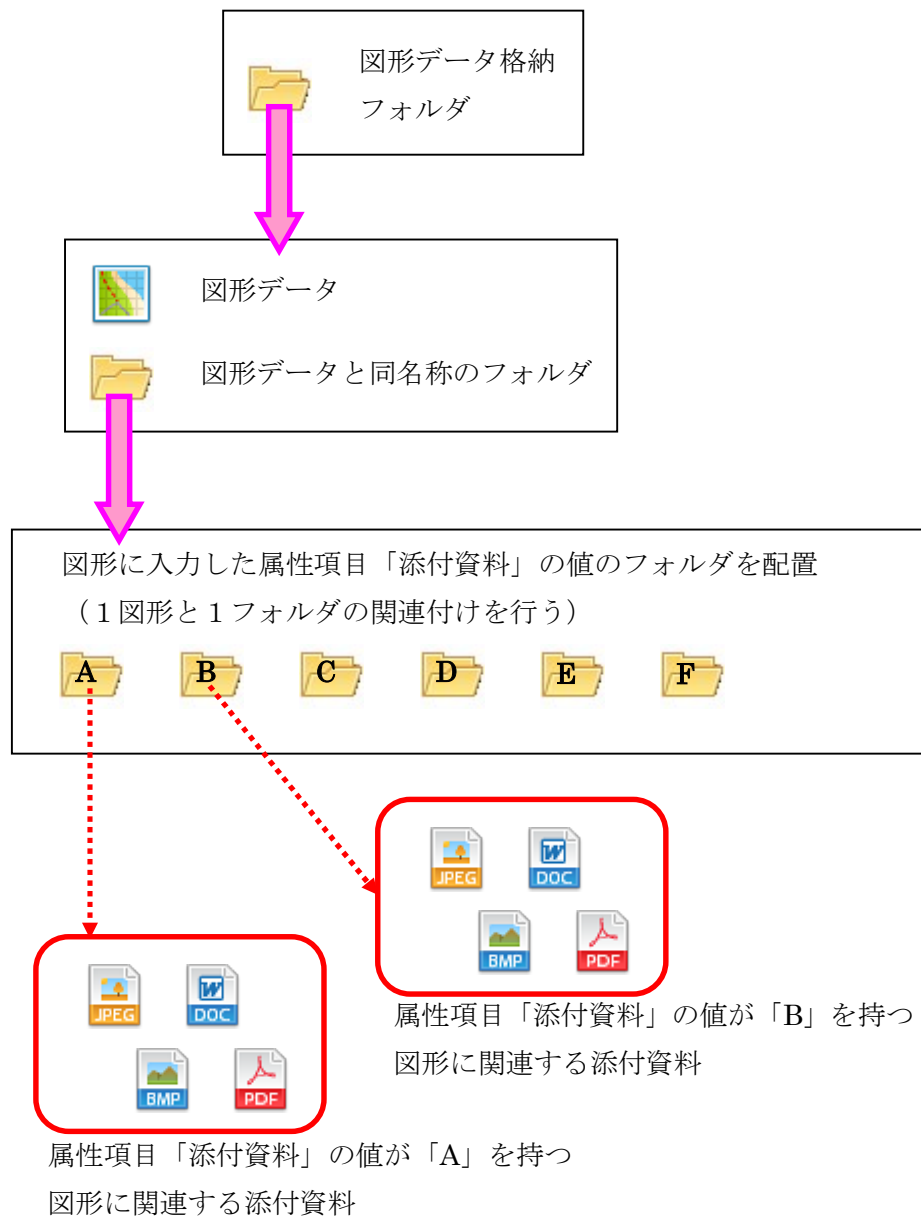 図形データ格納
フォルダ
図形データ
図形データと同名称のフォルダ
図形に入力した属性項目「添付資料」の値のフォルダを配置
（１図形と１フォルダの関連付けを行う）
A B C D E F
JPEG DOC
BMP PDF
属性項目「添付資料」の値が「B」を持つ
図形に関連する添付資料
JPEG DOC
BMP PDF
属性項目「添付資料」の値が「A」を持つ
図形に関連する添付資料